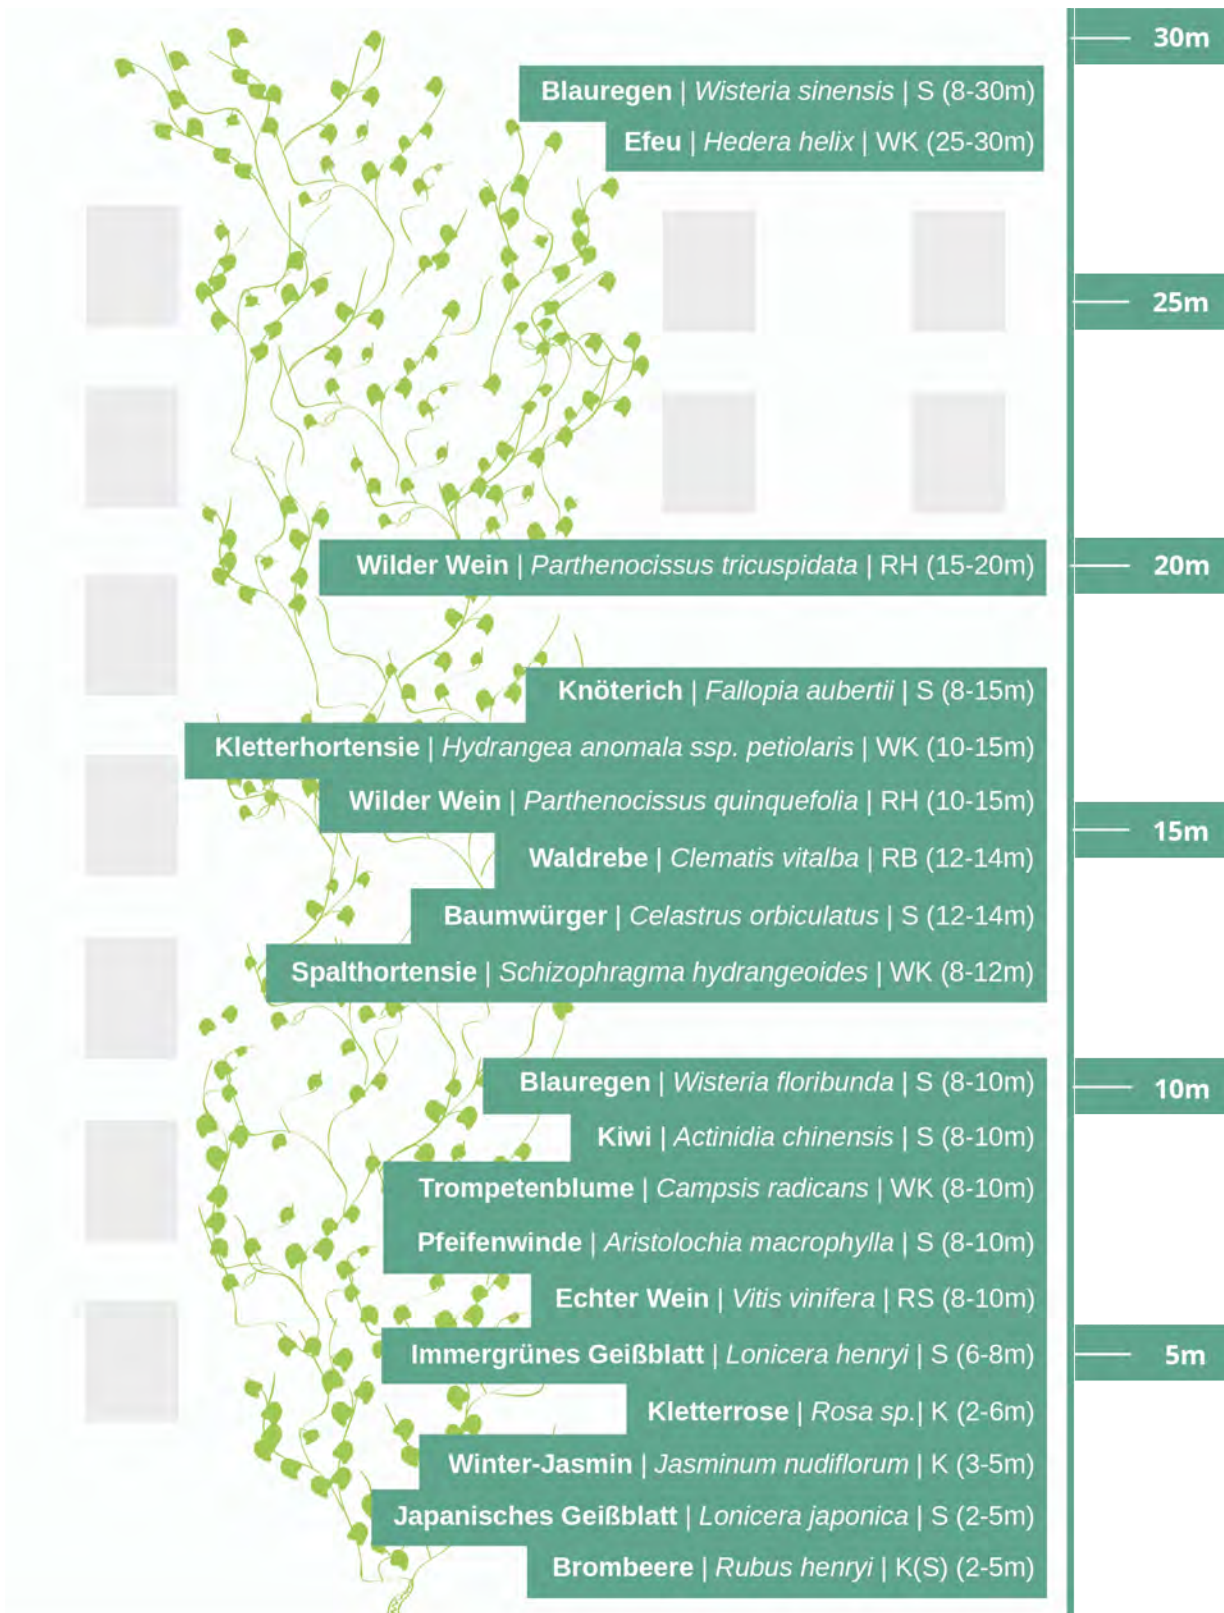 30m
Blauregen | Wisteria sinensis | S (8-30m)
Efeu | Hedera helix | WK (25-30m)
25m
Wilder Wein | Parthenocissus tricuspidata | RH (15-20m)
20m
Knöterich | Fallopia aubertii | S (8-15m)
Kletterhortensie | Hydrangea anomala ssp. petiolaris | WK (10-15m)
Wilder Wein | Parthenocissus quinquefolia | RH (10-15m)
15m
Waldrebe | Clematis vitalba | RB (12-14m)
Baumwürger | Celastrus orbiculatus | S (12-14m)
Spalthortensie | Schizophragma hydrangeoides | WK (8-12m)
Blauregen | Wisteria floribunda | S (8-10m)
10m
Kiwi | Actinidia chinensis | S (8-10m)
Trompetenblume | Campsis radicans | WK (8-10m)
Pfeifenwinde | Aristolochia macrophylla | S (8-10m)
Echter Wein | Vitis vinifera | RS (8-10m)
Immergrünes Geißblatt | Lonicera henryi | S (6-8m)
5m
Kletterrose | Rosa sp.| K (2-6m)
Winter-Jasmin | Jasminum nudiflorum | K (3-5m)
Japanisches Geißblatt | Lonicera japonica | S (2-5m)
Brombeere | Rubus henryi | K(S) (2-5m)